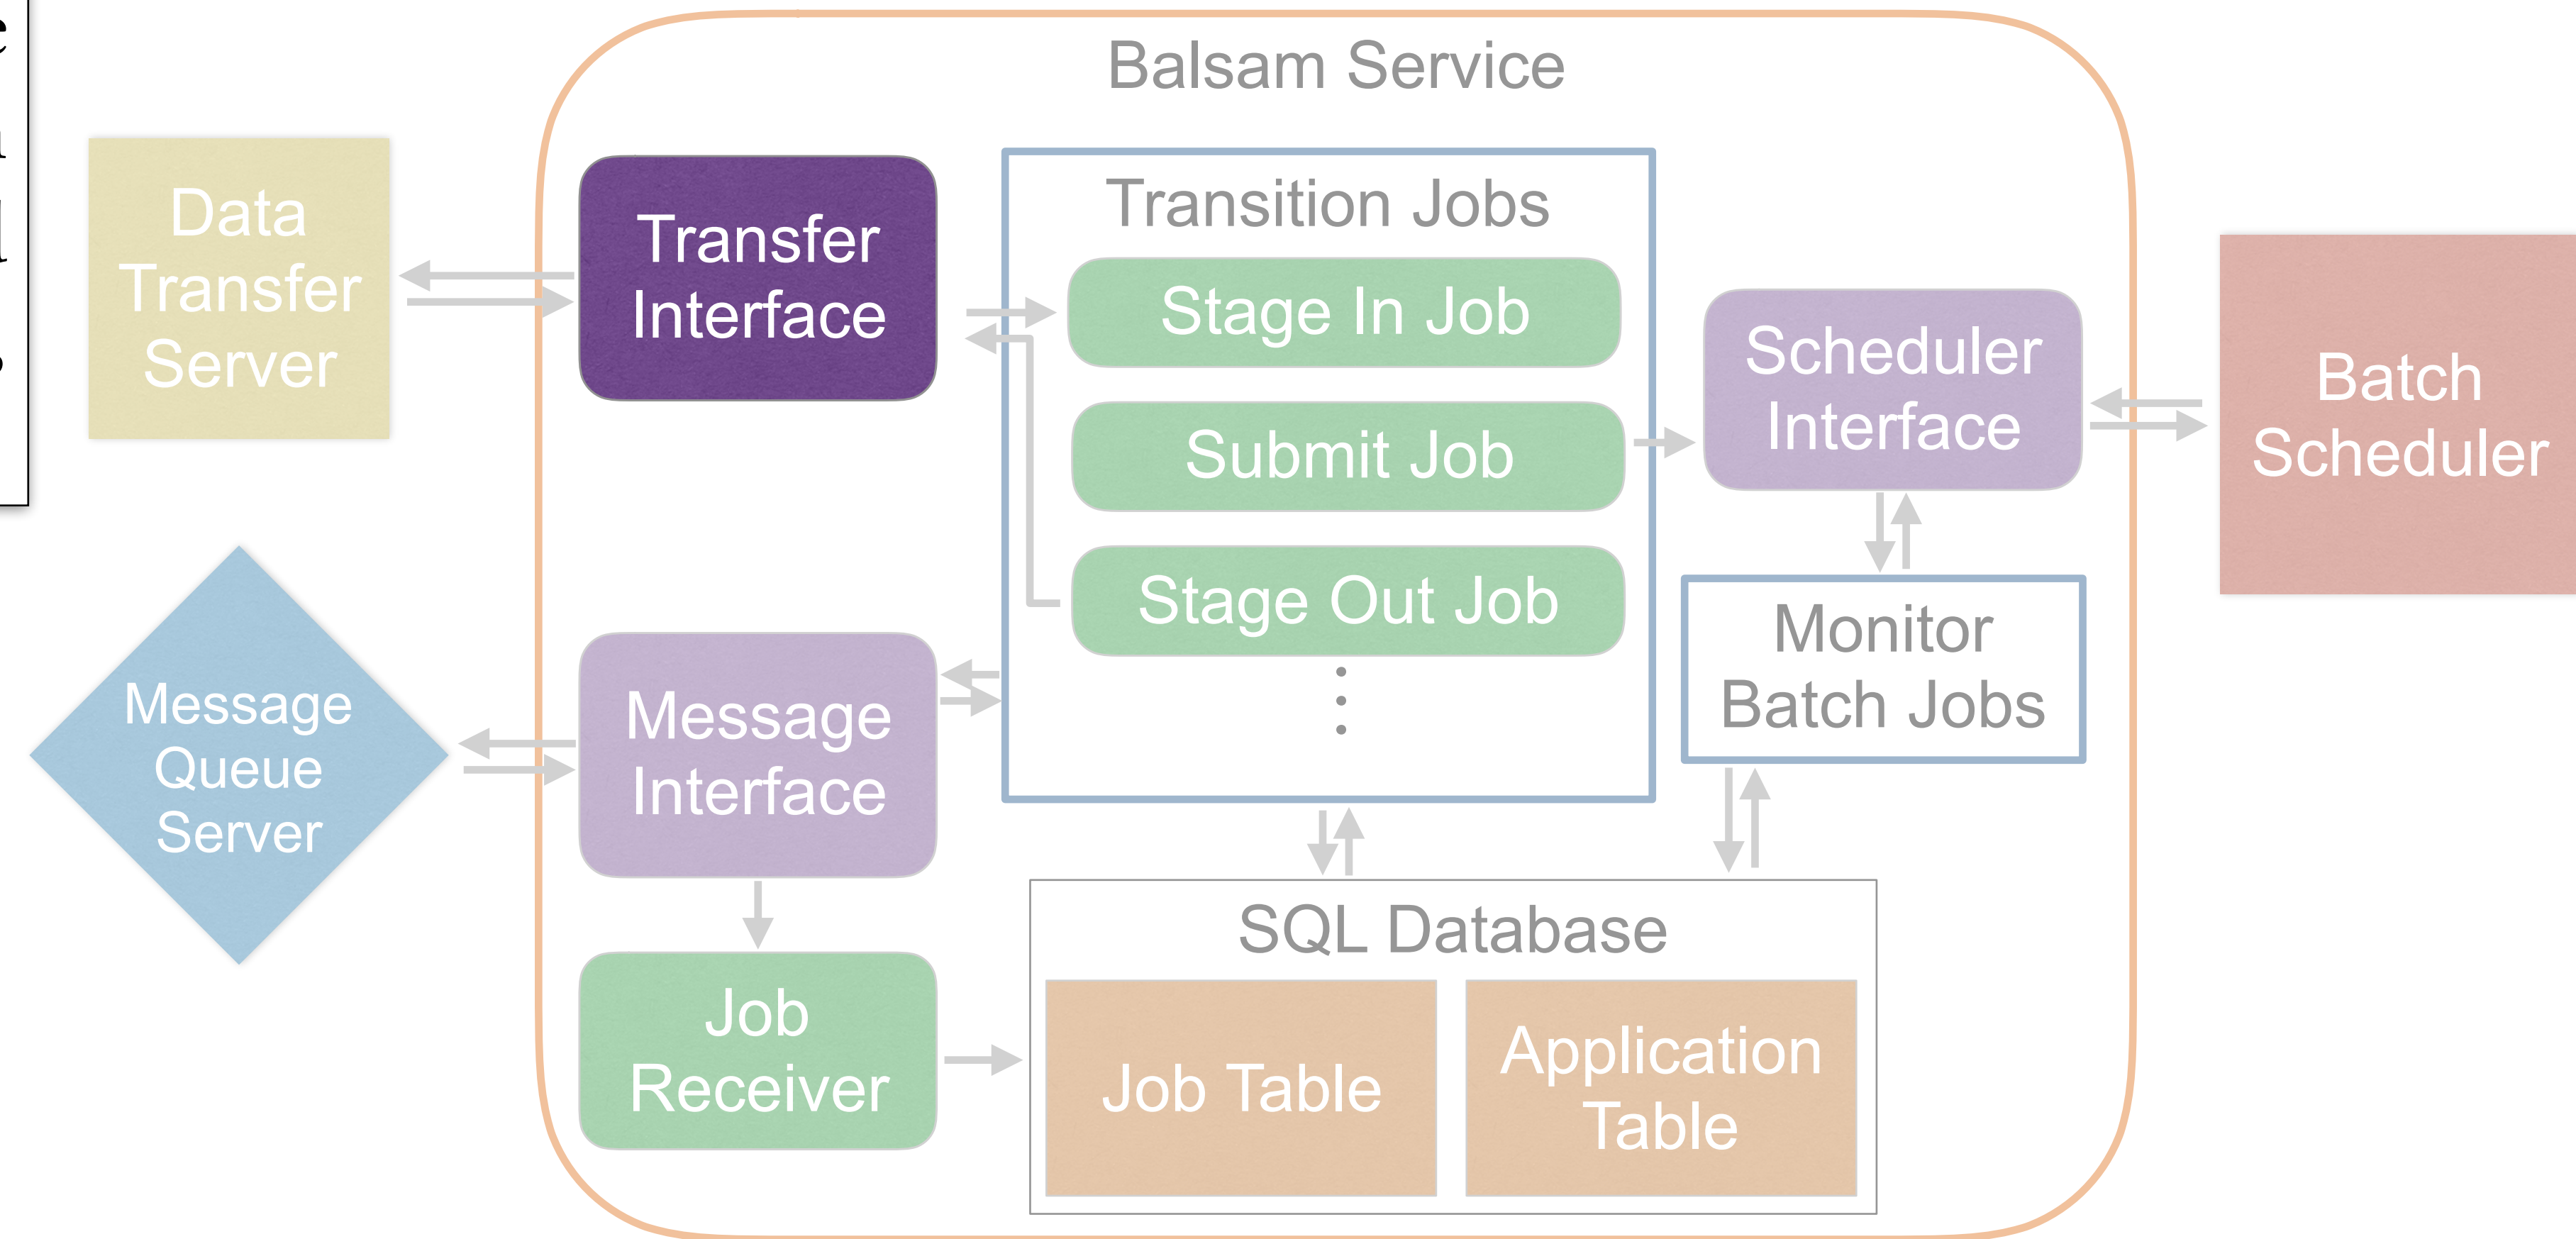 Balsam Service
Data
Transfer
Server
Transfer
Interface
Transition Jobs
Stage In Job
Submit Job
Stage Out Job
Scheduler
Interface
Batch
Scheduler
Monitor
Batch Jobs
Message
Queue
Server
Message
Interface
Job
Receiver
SQL Database
Job Table
Application
Table